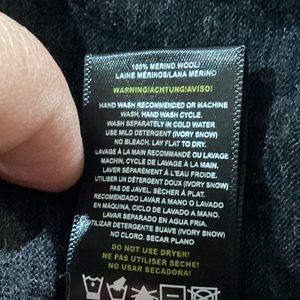 100% MERINO WOOL/
LAINE MÉRINOS/LANA MERINO
WARNING!ACHTUNG!AVISO!
HAND WASH RECOMMENDED OR MACHINE
WASH, HAND WASH CYCLE.
WASH SEPARATELY IN COLD WATER.
USE MILD DETERGENT (IVORY SNOW)
NO BLEACH. LAY FLAT TO DRY.
LAVAGE À LA MAIN RECOMMANDÉ OU LAVAGE
MACHIN, CYCLE DE LAVAGE À LA MAIN.
LAVER SÉPARÉMENT À L'EAU FROIDE.
UTILISER UN DÉTERGENT DOUX (IVORY SNOW)
PAS DE JAVEL. SÉCHER À PLAT.
RECOMENDADO LAVAR A MANO O LAVADO
EN MAQUINA, CICLO DE LAVADO A MANO.
LAVAR SEPARADO EN AGUA FRIA.
UTILIZAR DETERGENTE SUAVE (IVORY SNOW)
NO CLORO. SECAR PLANO
DO NOT USE DRYER!
NE PAS UTILISER SÈCHE!
NO USAR SECADORA!